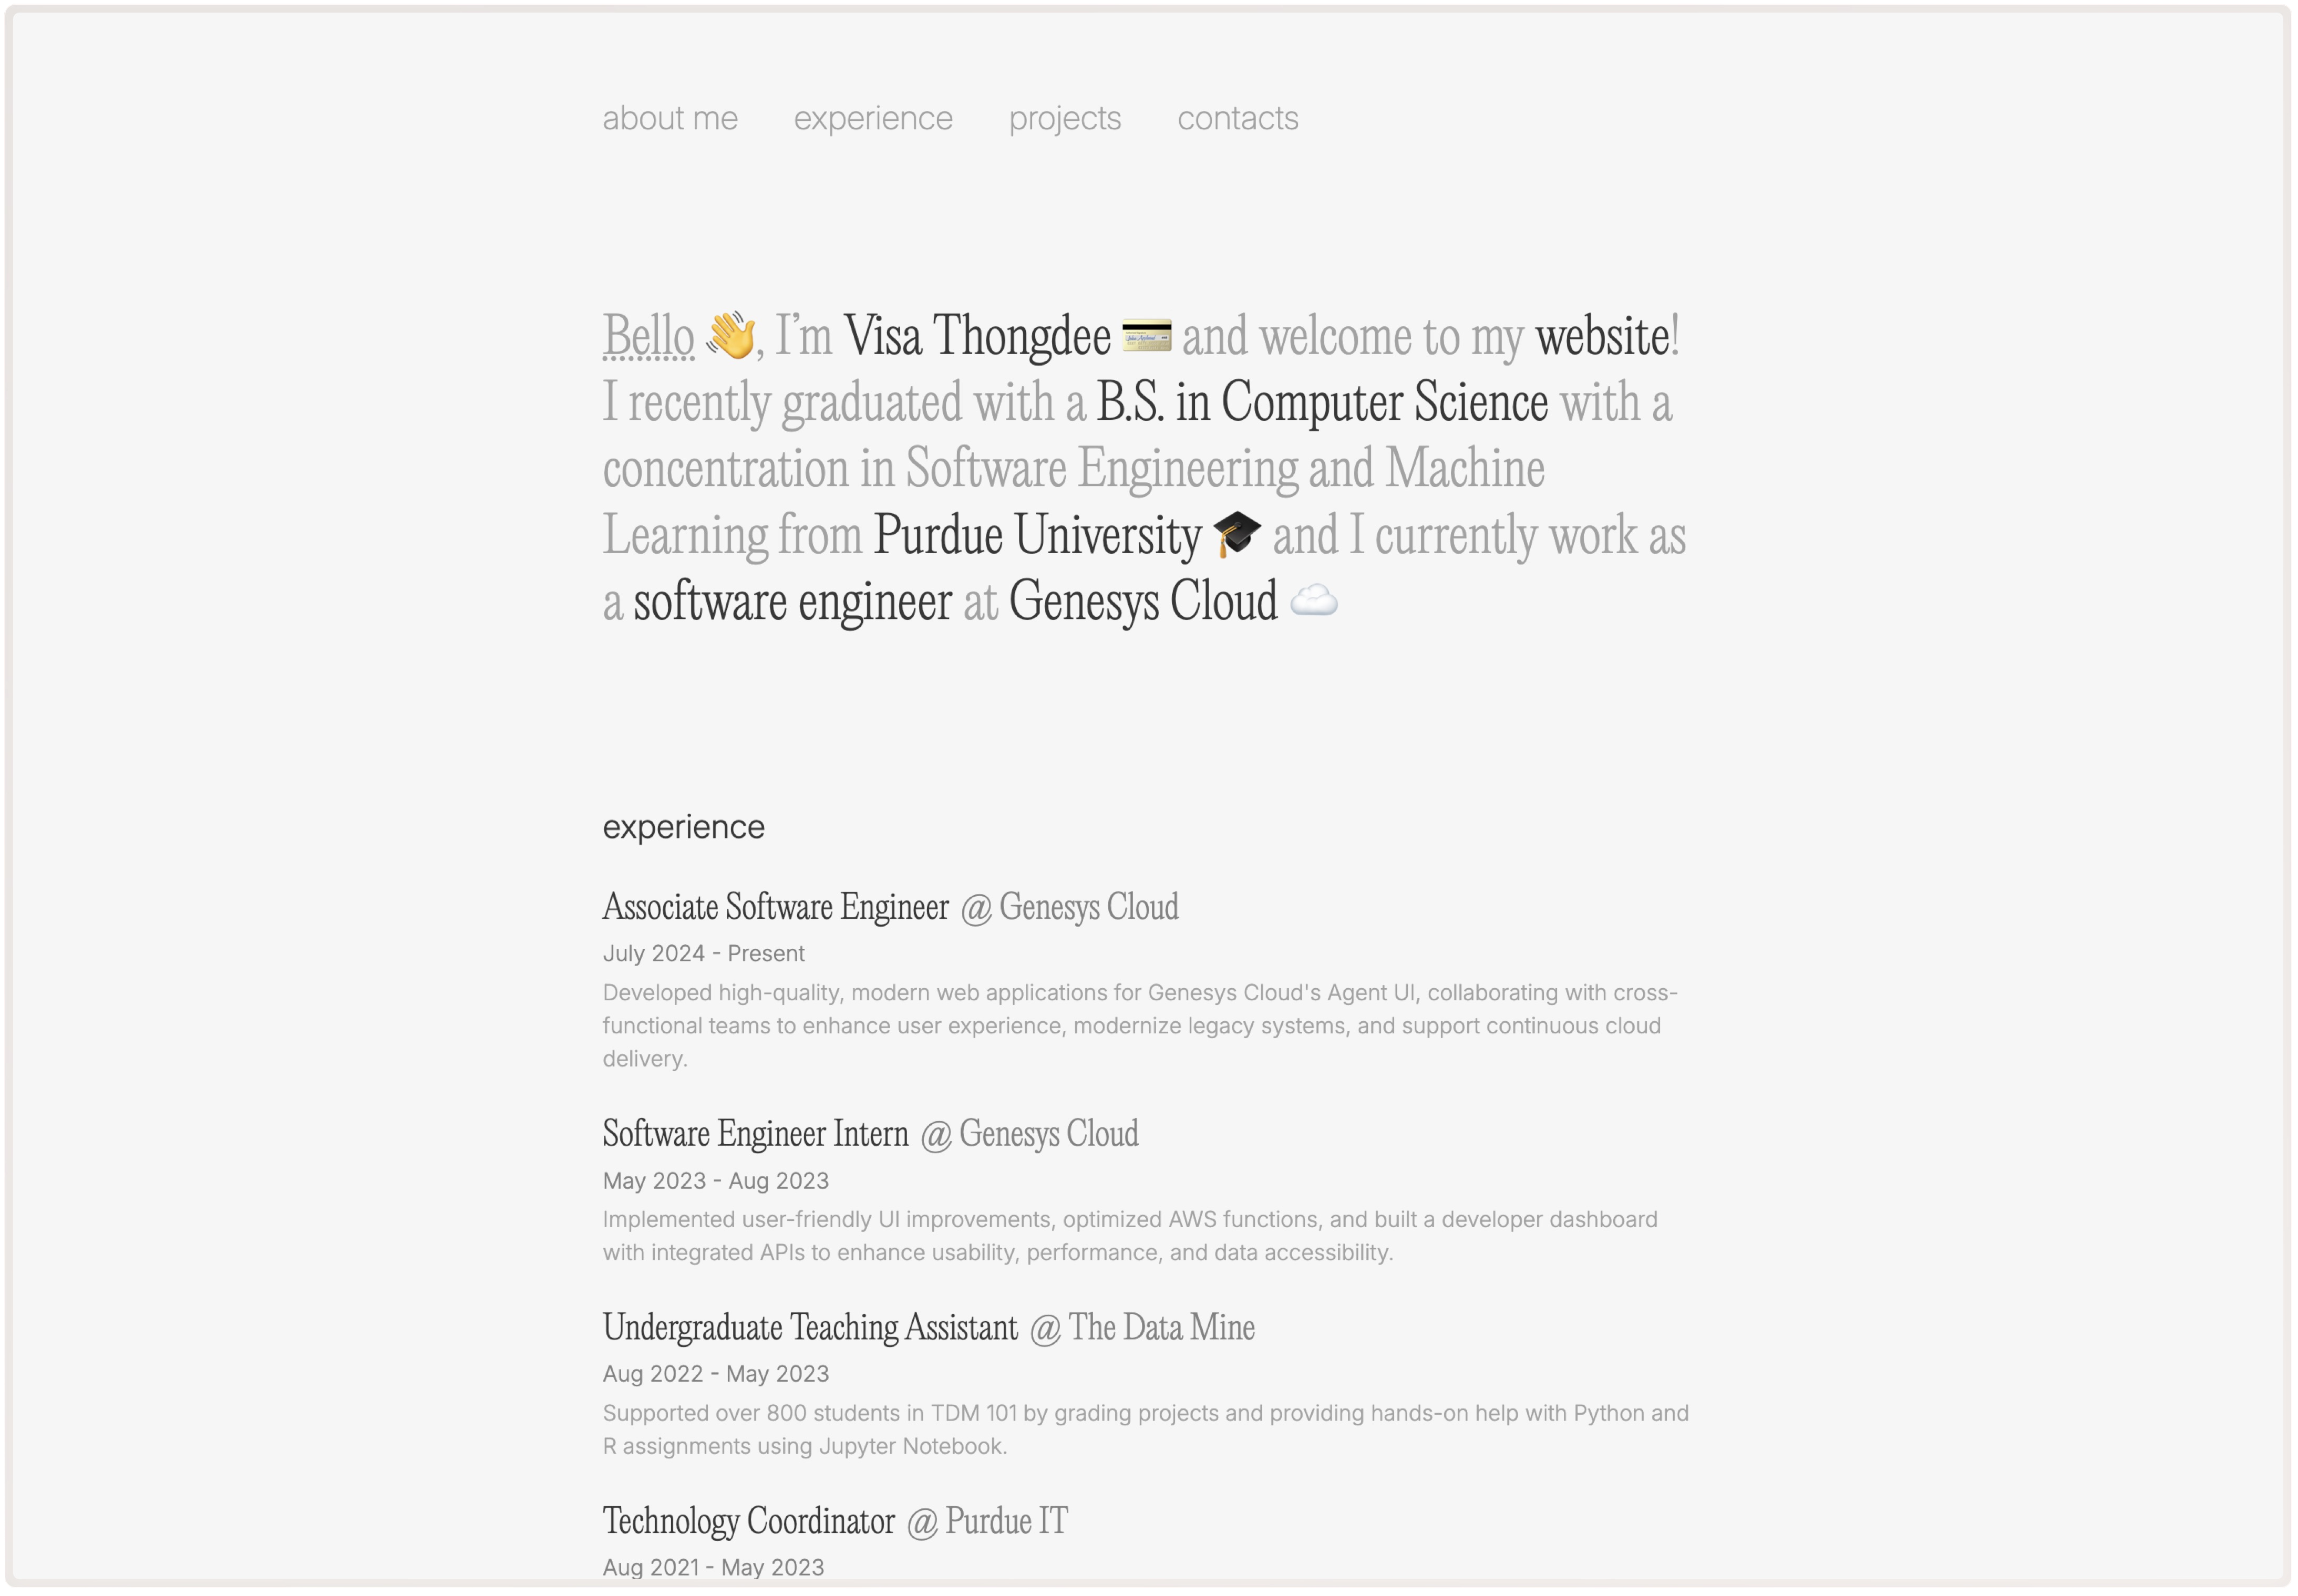 about me experience projects contacts
Bello 👋, I’m Visa Thongdee 💳 and welcome to my website!
I recently graduated with a B.S. in Computer Science with a
concentration in Software Engineering and Machine
Learning from Purdue University 🎓 and I currently work as
a software engineer at Genesys Cloud ☁️
experience
Associate Software Engineer @ Genesys Cloud
July 2024 - Present
Developed high-quality, modern web applications for Genesys Cloud's Agent UI, collaborating with cross-
functional teams to enhance user experience, modernize legacy systems, and support continuous cloud
delivery.
Software Engineer Intern @ Genesys Cloud
May 2023 - Aug 2023
Implemented user-friendly UI improvements, optimized AWS functions, and built a developer dashboard
with integrated APIs to enhance usability, performance, and data accessibility.
Undergraduate Teaching Assistant @ The Data Mine
Aug 2022 - May 2023
Supported over 800 students in TDM 101 by grading projects and providing hands-on help with Python and
R assignments using Jupyter Notebook.
Technology Coordinator @ Purdue IT
Aug 2021 - May 2023